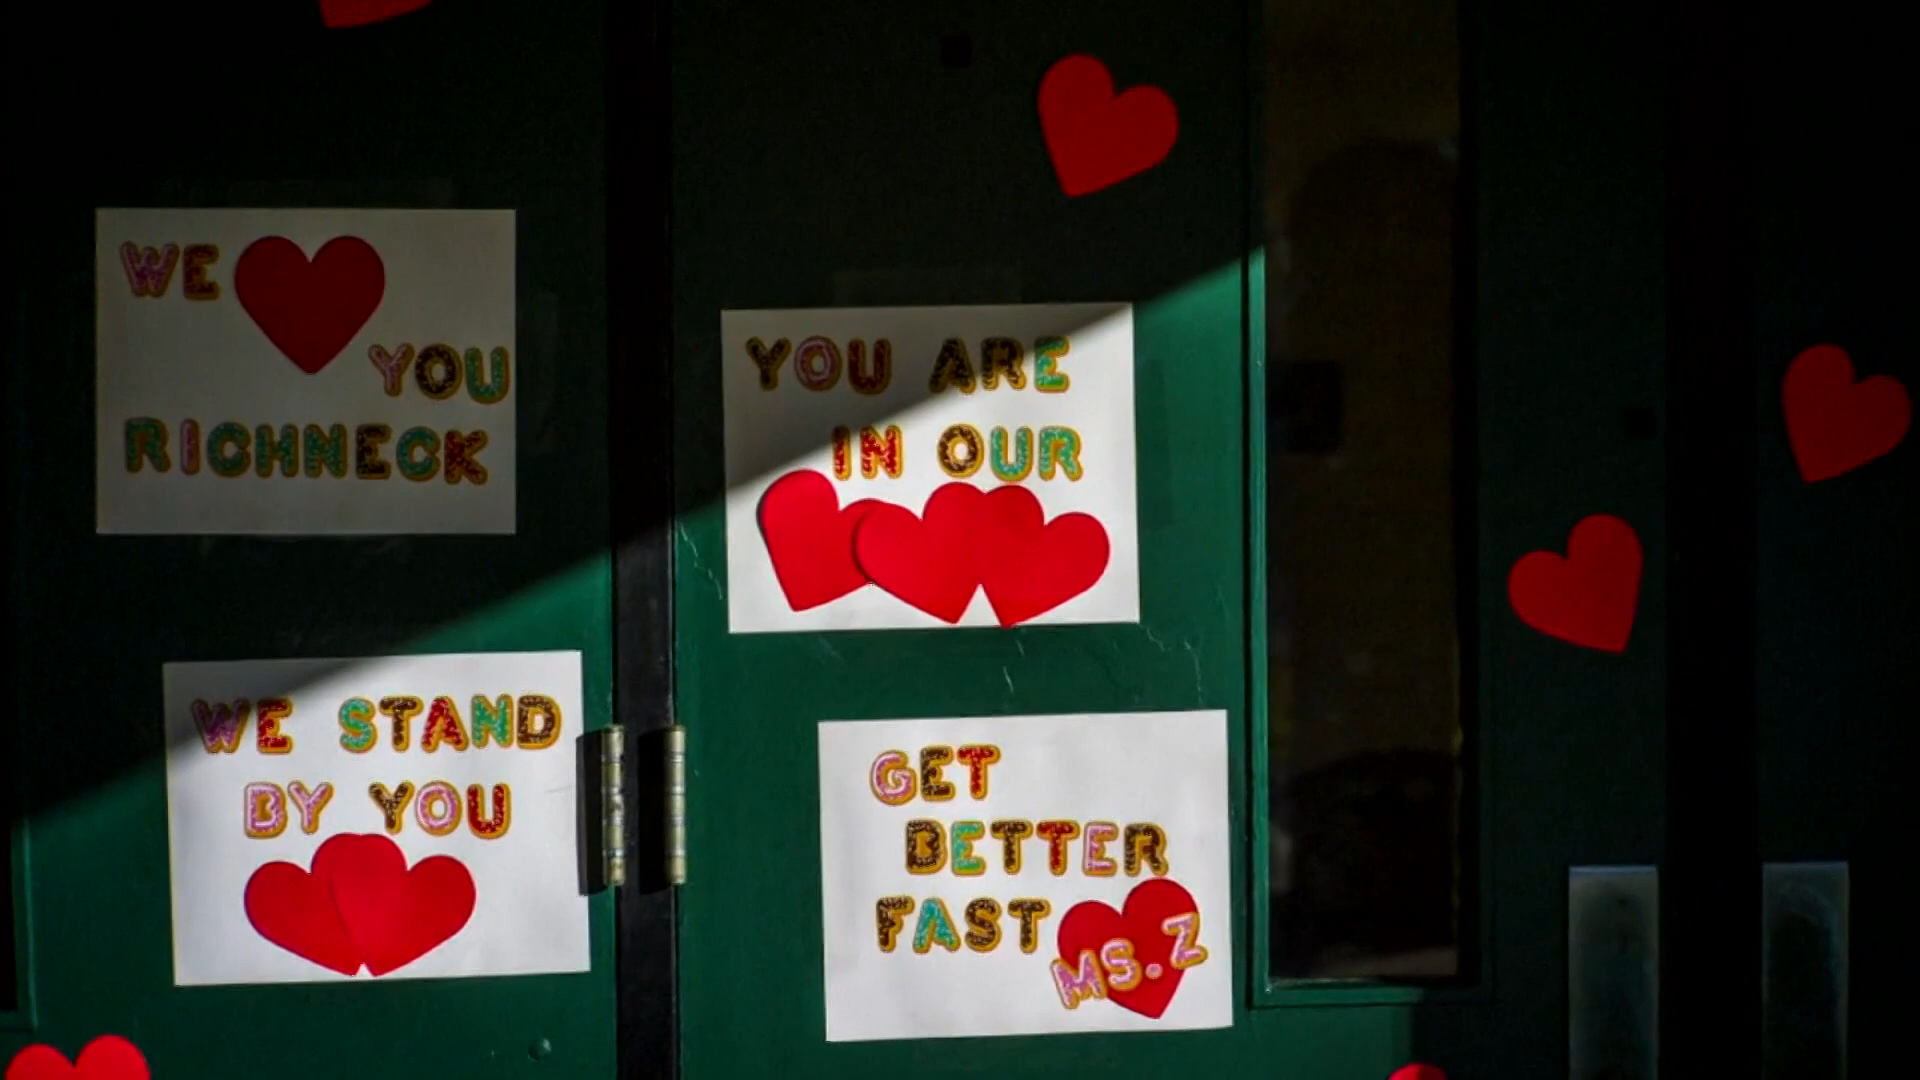 WE
YOU
RICHNECK
YOU ARE
IN OUR
WE STAND
BY YOU
GET
BETTER
FAST
MS. Z